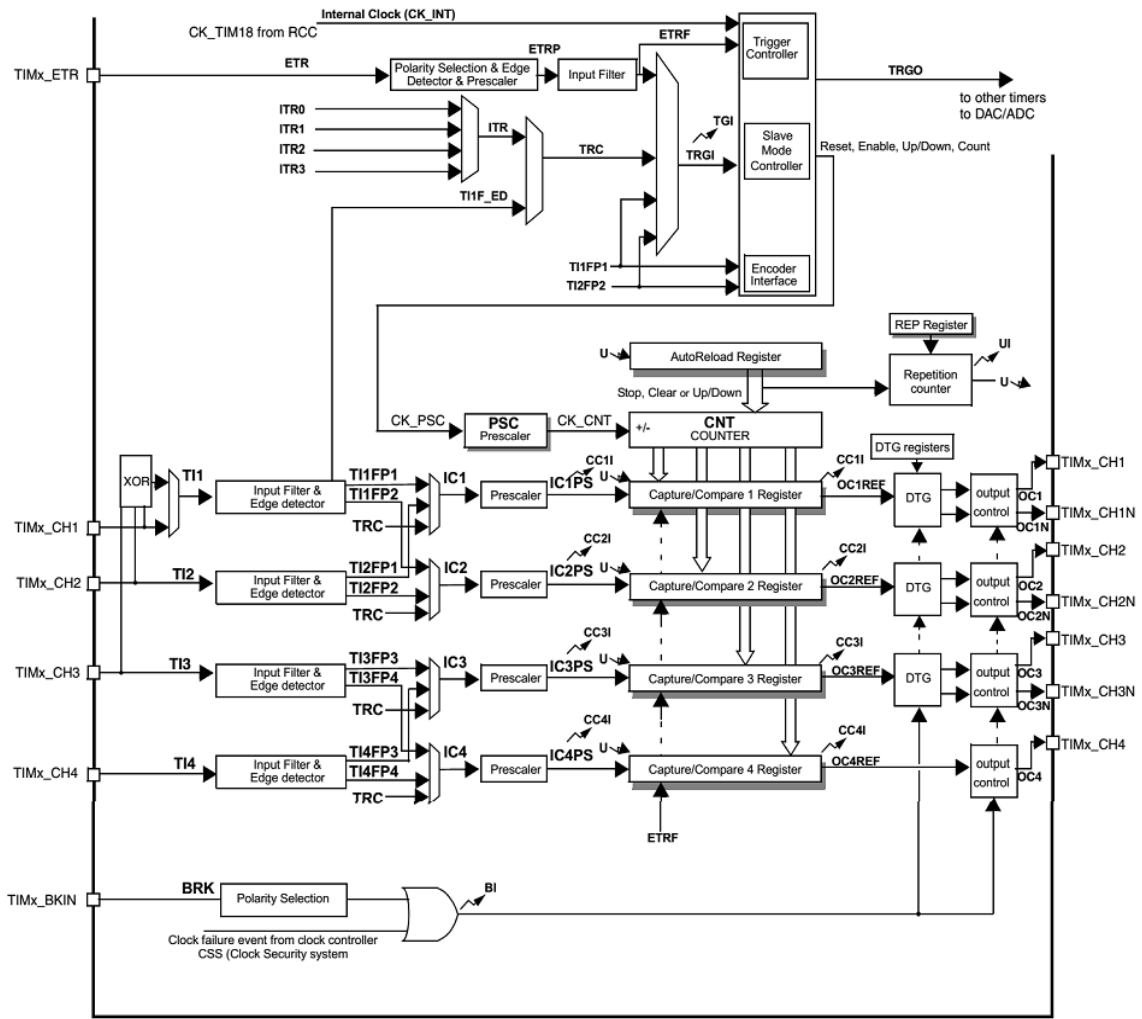 Internal Clock (CK_INT)
CK_TIM18 from RCC
TIMx_ETR
ETR
Polarity Selection & Edge
Detector & Prescaler
ETRP
Input Filter
ETRF
Trigger
Controller
TRGO
to other timers
to DAC/ADC
ITR0
ITR1
ITR2
ITR3
ITR
TRC
TI1F_ED
TGI
TRGI
Slave
Mode
Controller
Reset, Enable, Up/Down, Count
TI1FP1
TI2FP2
Encoder
Interface
REP Register
UI
U
AutoReload Register
Repetition
counter
U
Stop, Clear or Up/Down
CK_PSC
PSC
Prescaler
CK_CNT
+/-
CNT
COUNTER
DTG registers
XOR
TI1
Input Filter &
Edge detector
TI1FP1
TI1FP2
TRC
IC1
Prescaler
IC1PS
CC1I
U
Capture/Compare 1 Register
CC1I
OC1REF
DTG
output
control
OC1
OC1N
TIMx_CH1
TIMx_CH1N
TIMx_CH1
TIMx_CH2
TI2
Input Filter &
Edge detector
TI2FP1
TI2FP2
TRC
IC2
Prescaler
IC2PS
CC2I
U
Capture/Compare 2 Register
CC2I
OC2REF
DTG
output
control
OC2
OC2N
TIMx_CH2
TIMx_CH2N
TIMx_CH3
TI3
Input Filter &
Edge detector
TI3FP3
TI3FP4
TRC
IC3
Prescaler
IC3PS
CC3I
U
Capture/Compare 3 Register
CC3I
OC3REF
DTG
output
control
OC3
OC3N
TIMx_CH3
TIMx_CH3N
TIMx_CH4
TI4
Input Filter &
Edge detector
TI4FP3
TI4FP4
TRC
IC4
Prescaler
IC4PS
CC4I
U
Capture/Compare 4 Register
CC4I
OC4REF
output
control
OC4
TIMx_CH4
ETRF
TIMx_BKIN
BRK
Polarity Selection
BI
Clock failure event from clock controller
CSS (Clock Security system